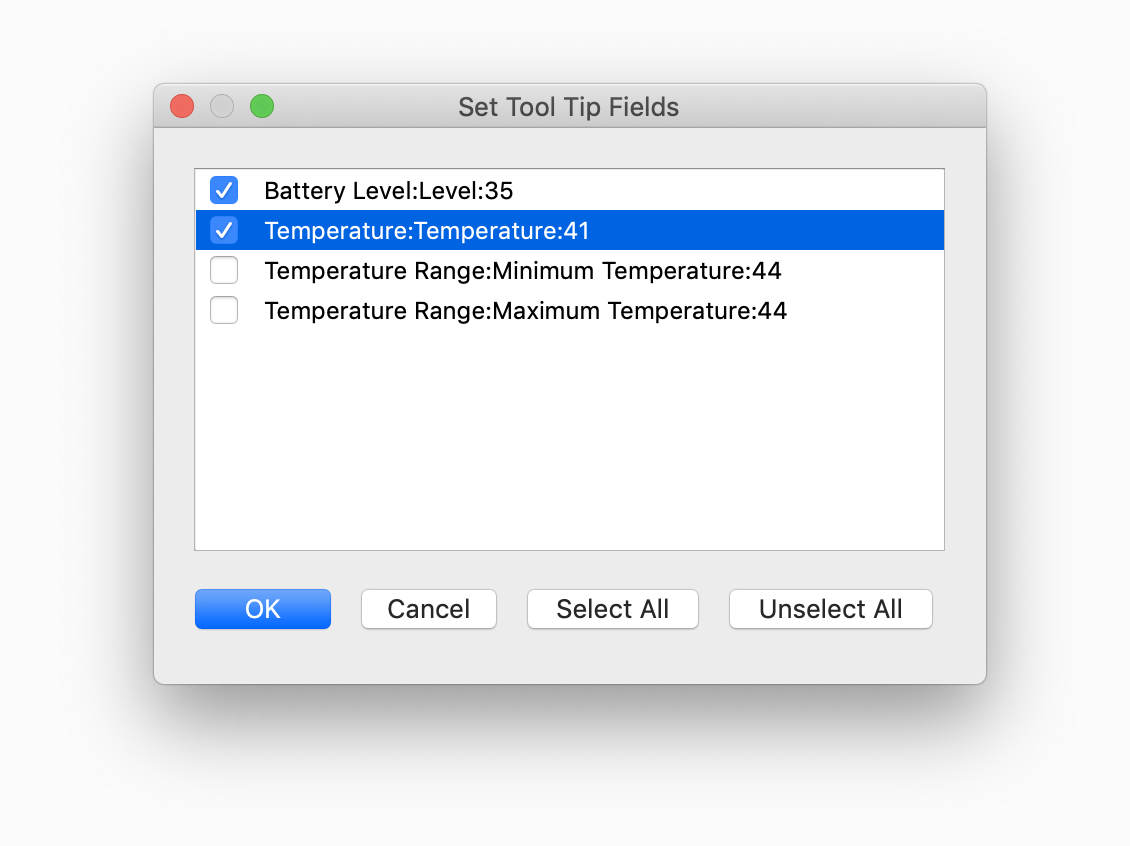 Set Tool Tip Fields
Battery Level:Level:35
Temperature:Temperature:41
Temperature Range:Minimum Temperature:44
Temperature Range:Maximum Temperature:44
OK Cancel Select All Unselect All